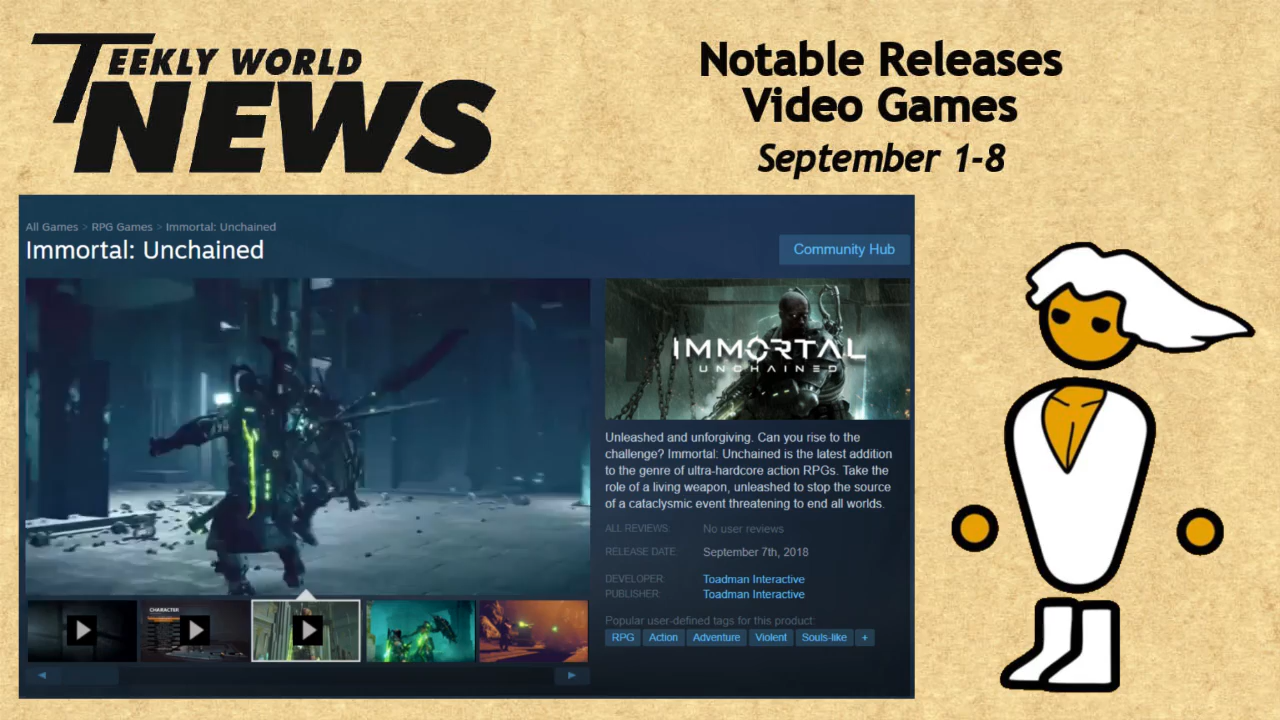 TEEKLY WORLD
NEWS
Notable Releases
Video Games
September 1-8
All Games > RPG Games > Immortal: Unchained
Immortal: Unchained
Community Hub
IMMORTAL
UNCHAINED
Unleashed and unforgiving. Can you rise to the
challenge? Immortal: Unchained is the latest addition
to the genre of ultra-hardcore action RPGs. Take the
role of a living weapon, unleashed to stop the source
of a cataclysmic event threatening to end all worlds.
ALL REVIEWS: No user reviews
RELEASE DATE: September 7th, 2018
DEVELOPER: Toadman Interactive
PUBLISHER: Toadman Interactive
Popular user-defined tags for this product:
RPG Action Adventure Violent Souls-like +
CHARACTER